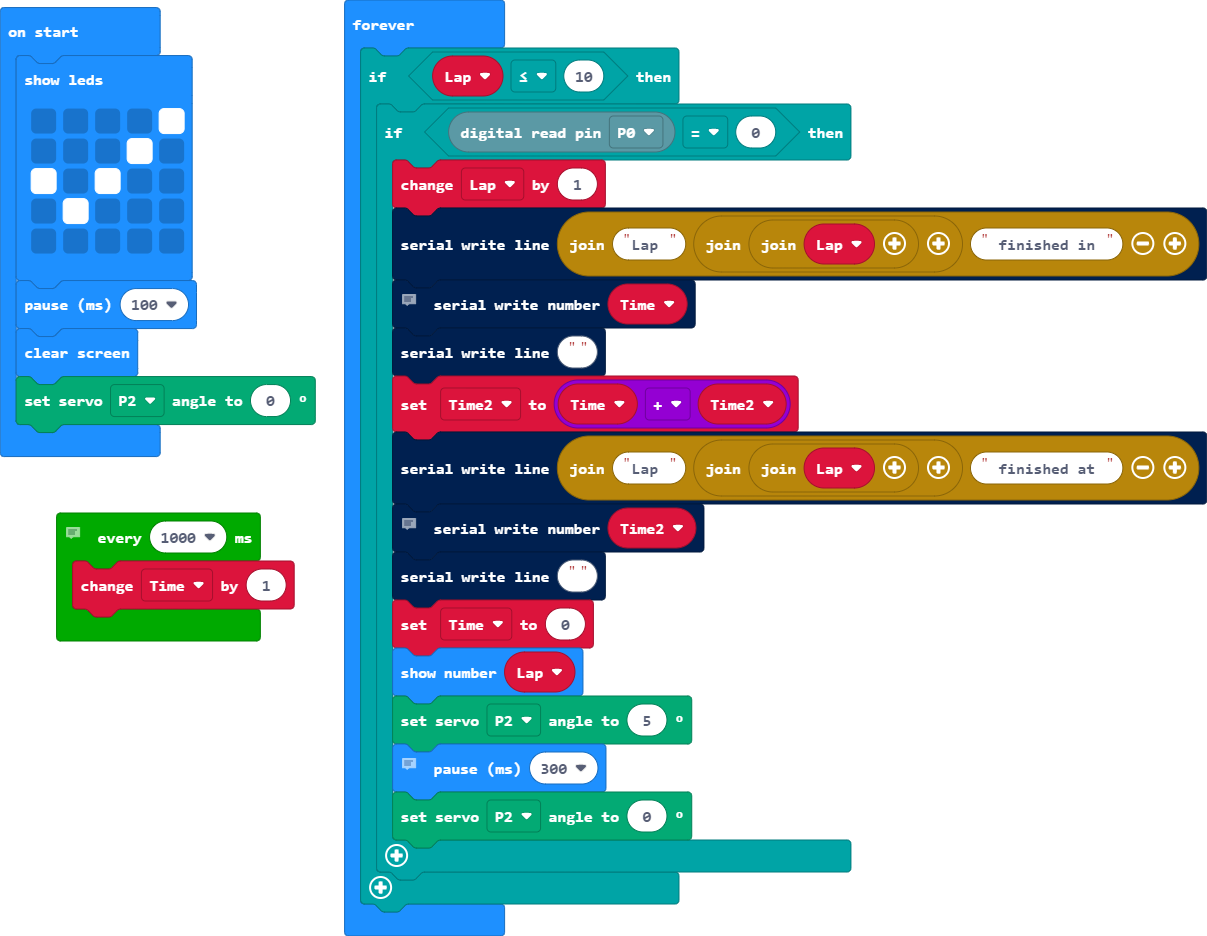 on start
show leds
pause (ms) 100
clear screen
set servo P2 angle to 0 °
every 1000 ms
change Time by 1
forever
if Lap ≤ 10 then
if digital read pin P0 = 0 then
change Lap by 1
serial write line join "Lap " join join Lap " finished in "
serial write number Time
serial write line " "
set Time2 to Time + Time2
serial write line join "Lap " join join Lap " finished at "
serial write number Time2
serial write line " "
set Time to 0
show number Lap
set servo P2 angle to 5 °
pause (ms) 300
set servo P2 angle to 0 °